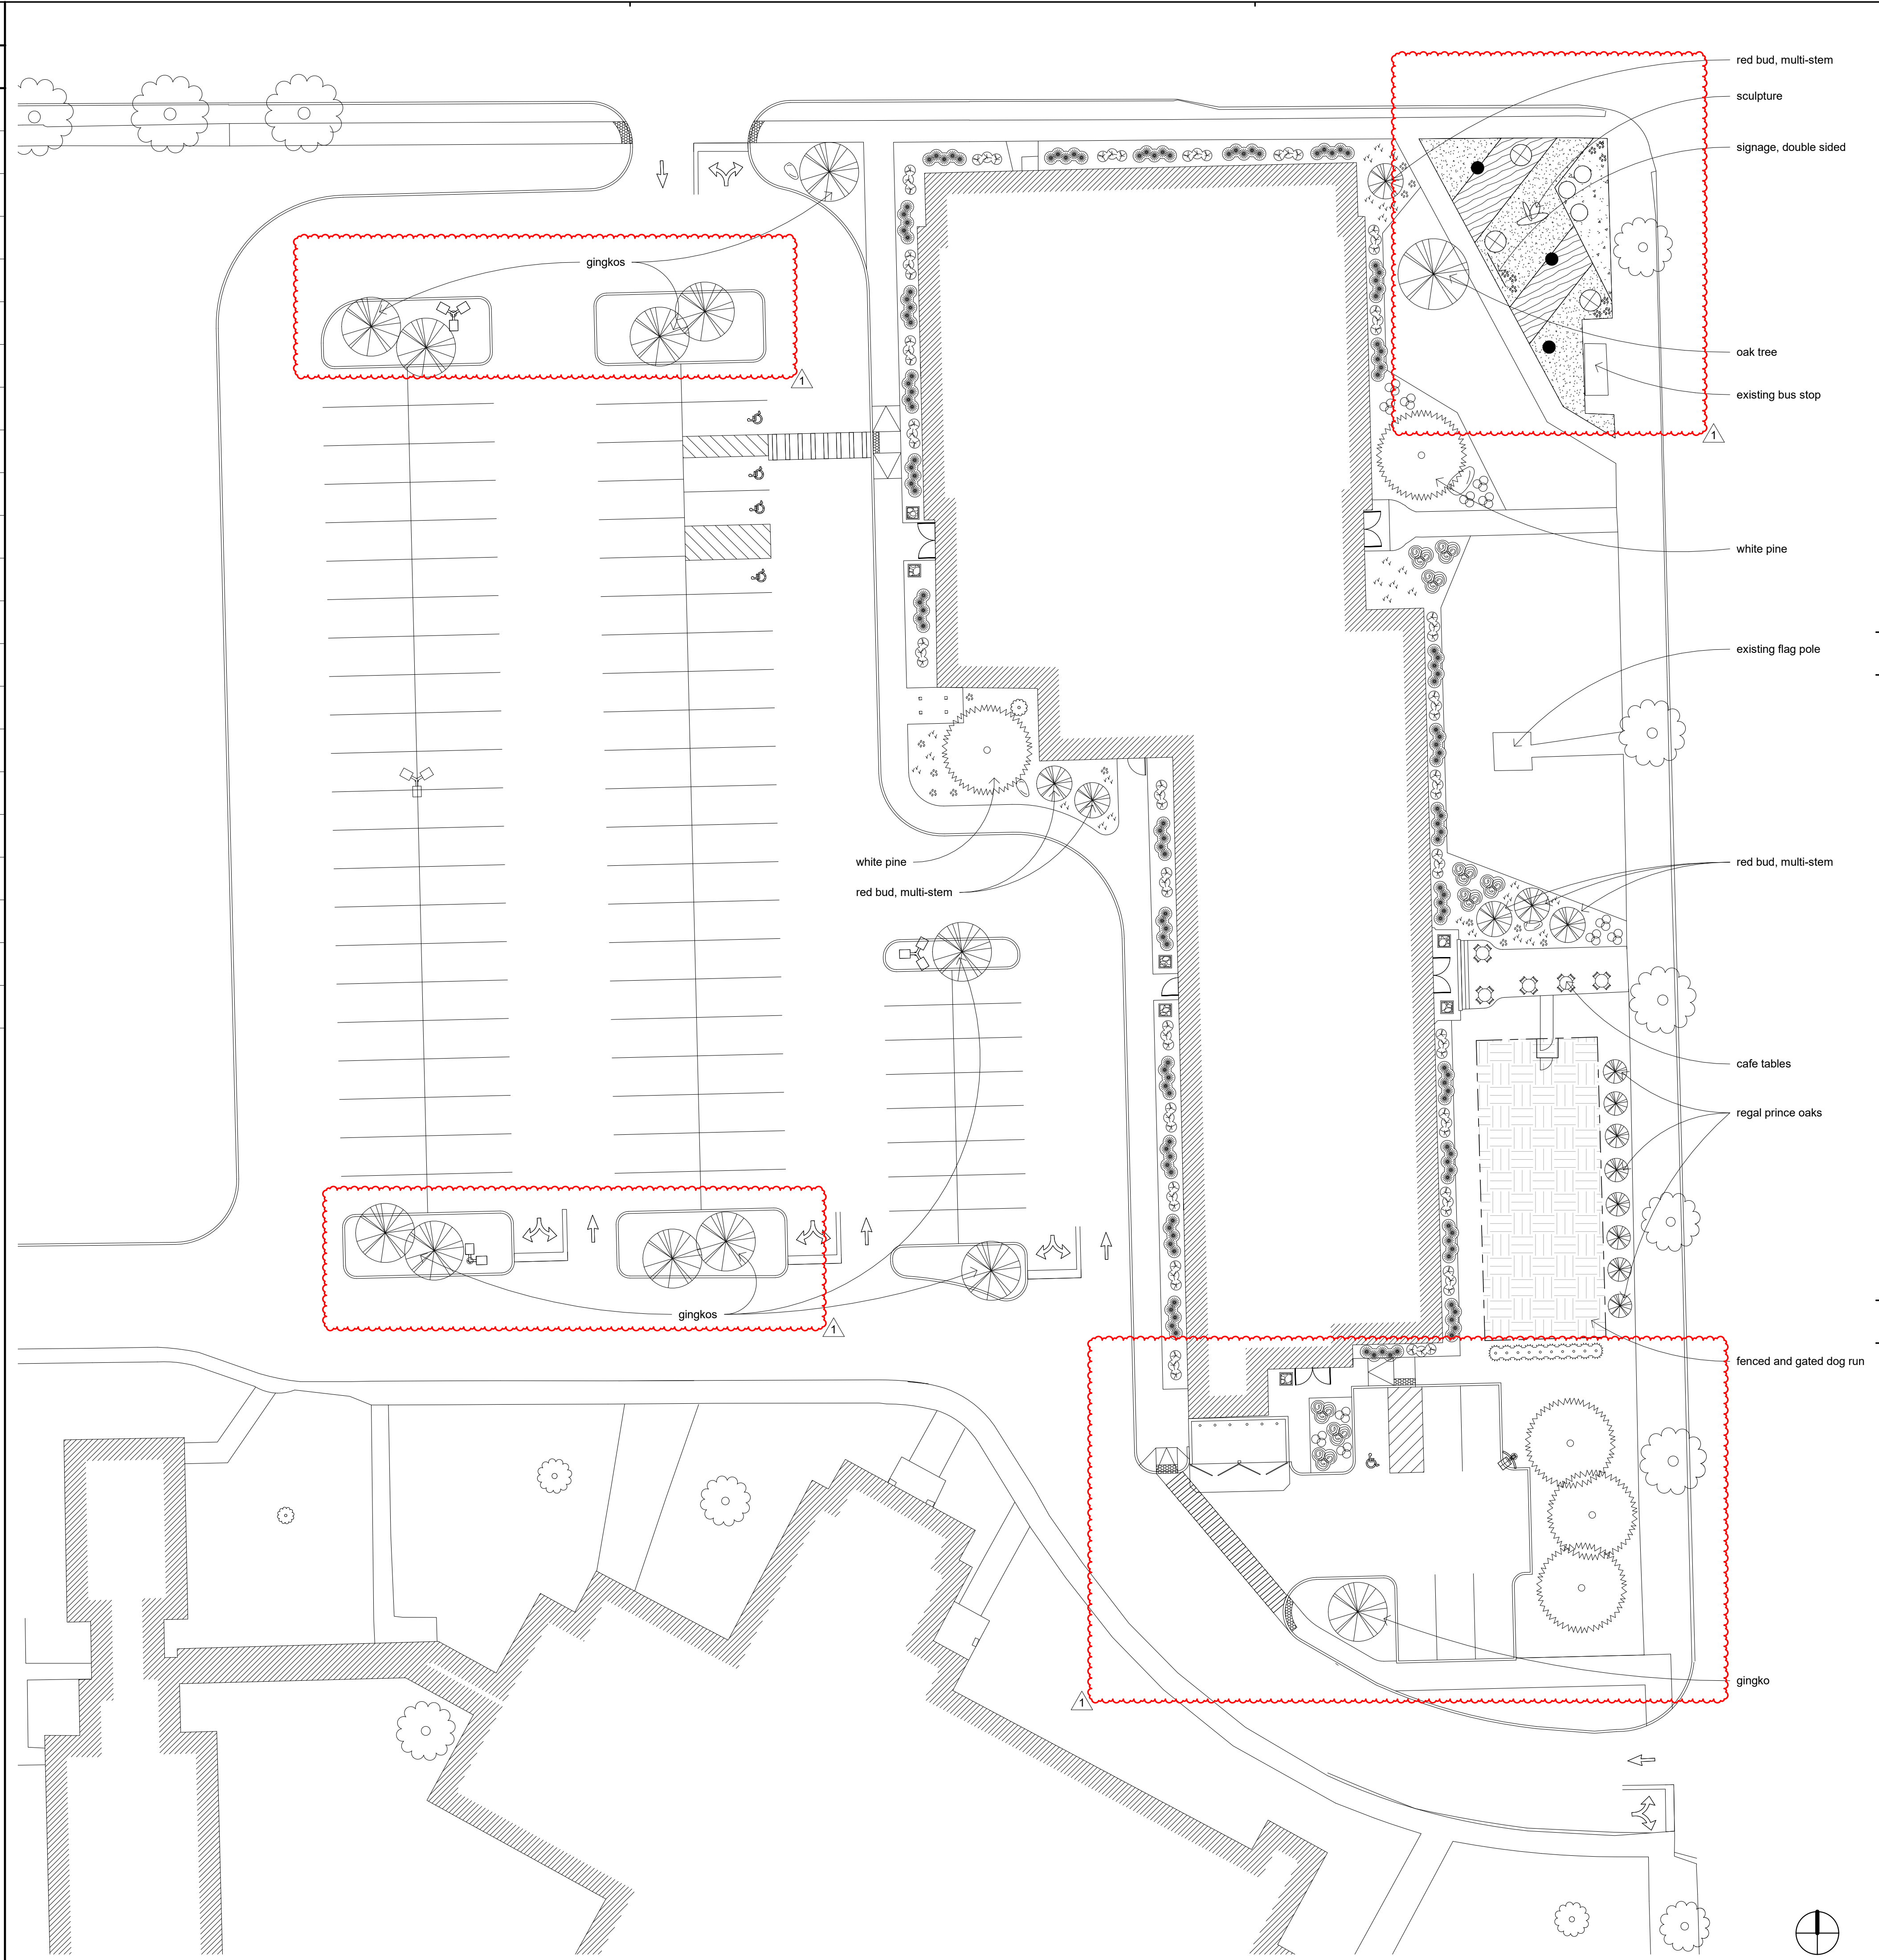 red bud, multi-stem
sculpture
signage, double sided
gingkos
oak tree
1
existing bus stop
1
white pine
existing flag pole
white pine
red bud, multi-stem
red bud, multi-stem
cafe tables
regal prince oaks
gingkos
1
fenced and gated dog run
gingko
1